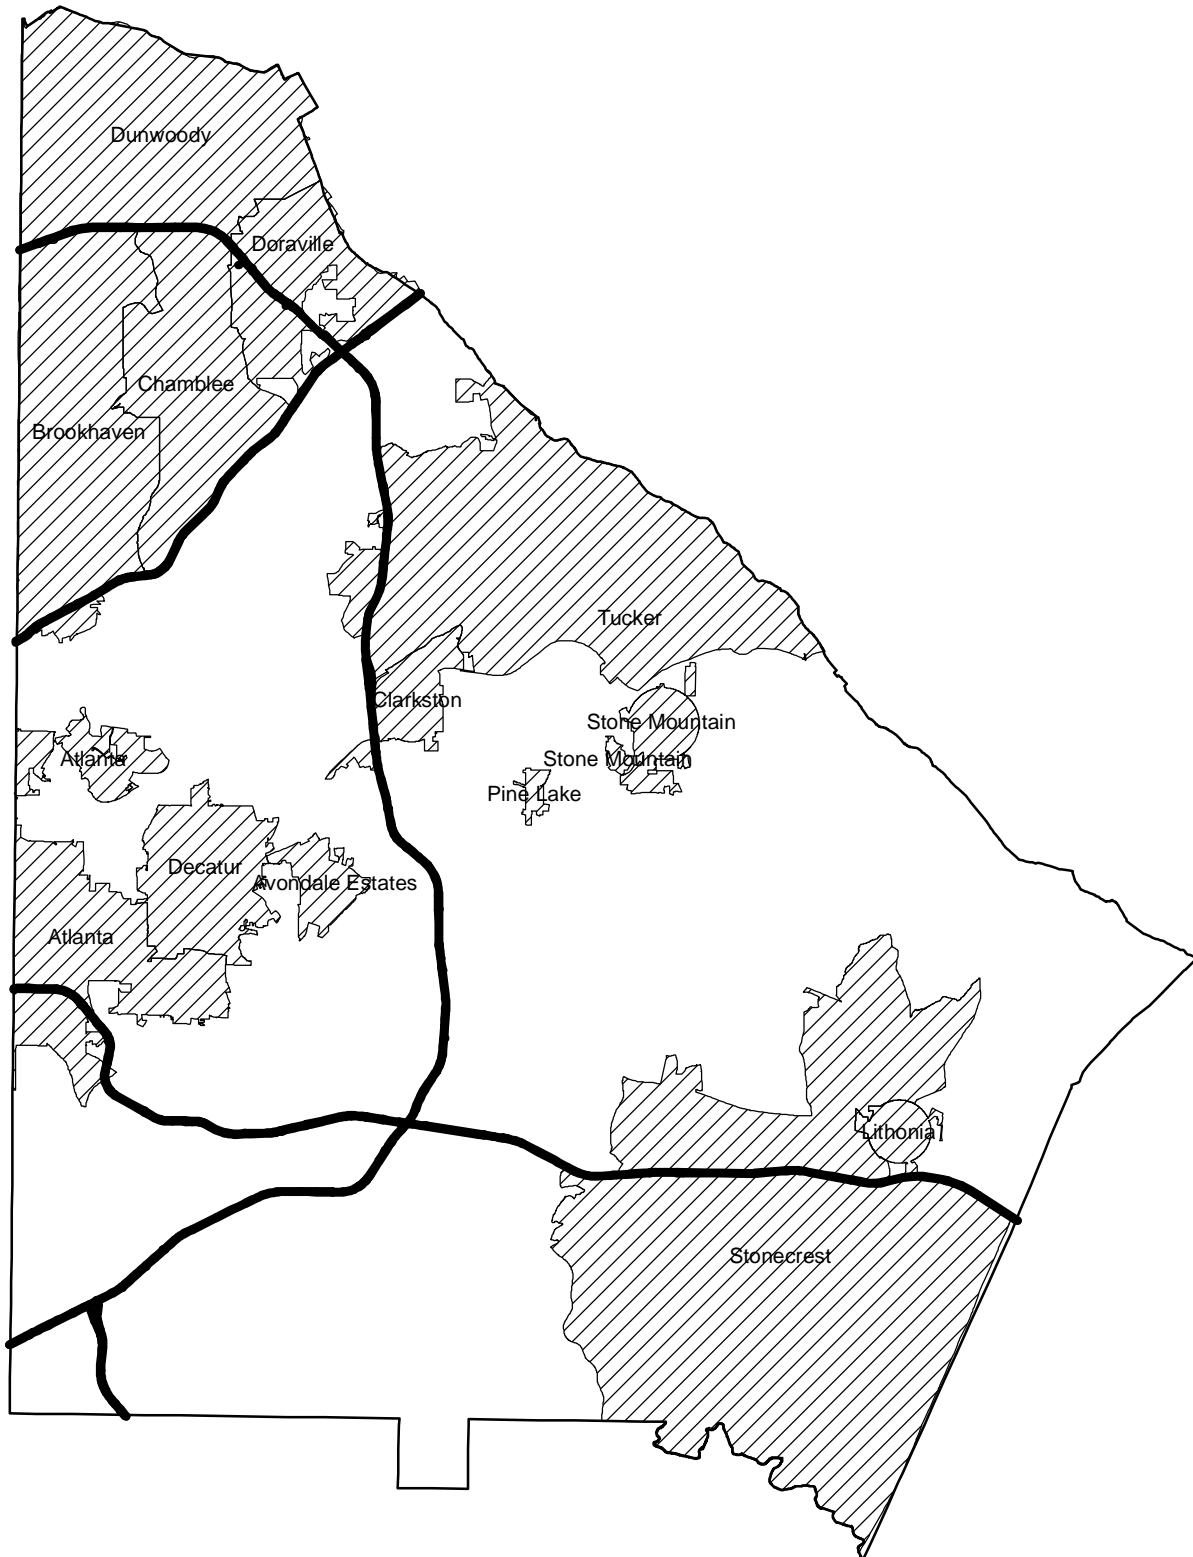 Dunwoody
Doraville
Chamblee
Brookhaven
Tucker
Clarkston
Stone Mountain
Atlanta
Stone Mountain
Pine Lake
Decatur
Avondale Estates
Atlanta
Lithonia
Stonecrest